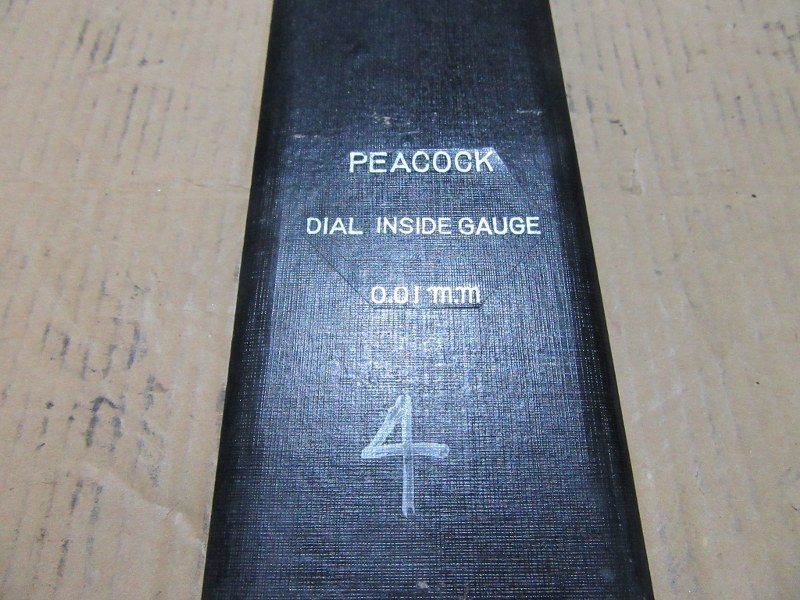 PEACOCK
DIAL INSIDE GAUGE
0.01 m.m
4